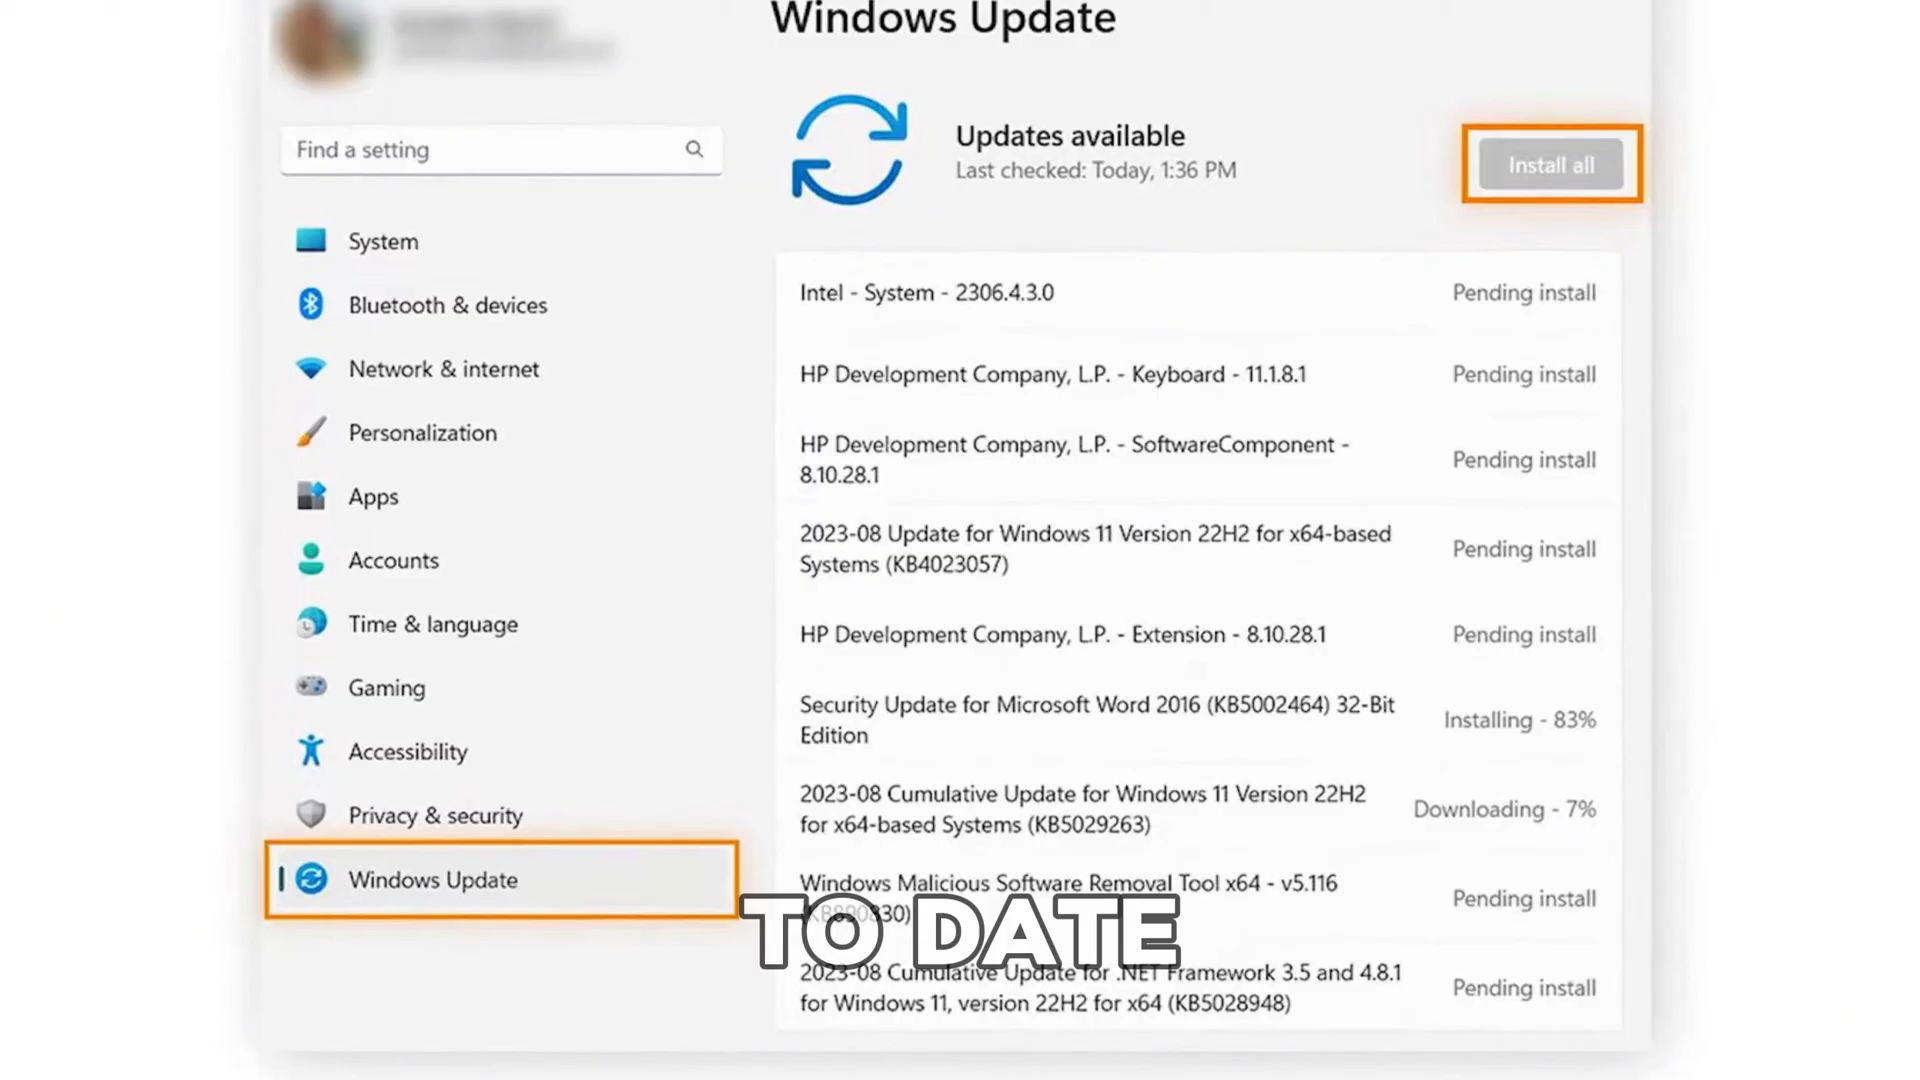 Windows Update
Find a setting
Updates available
Last checked: Today, 1:36 PM
Install all
System
Bluetooth & devices
Network & internet
Personalization
Apps
Accounts
Time & language
Gaming
Accessibility
Privacy & security
Windows Update
Intel - System - 2306.4.3.0
Pending install
HP Development Company, L.P. - Keyboard - 11.1.8.1
Pending install
HP Development Company, L.P. - SoftwareComponent -
8.10.28.1
Pending install
2023-08 Update for Windows 11 Version 22H2 for x64-based
Systems (KB4023057)
Pending install
HP Development Company, L.P. - Extension - 8.10.28.1
Pending install
Security Update for Microsoft Word 2016 (KB5002464) 32-Bit
Edition
Installing - 83%
2023-08 Cumulative Update for Windows 11 Version 22H2
for x64-based Systems (KB5029263)
Downloading - 7%
Windows Malicious Software Removal Tool x64 - v5.116
(KB890830)
Pending install
2023-08 Cumulative Update for .NET Framework 3.5 and 4.8.1
for Windows 11, version 22H2 for x64 (KB5028948)
Pending install
TO DATE